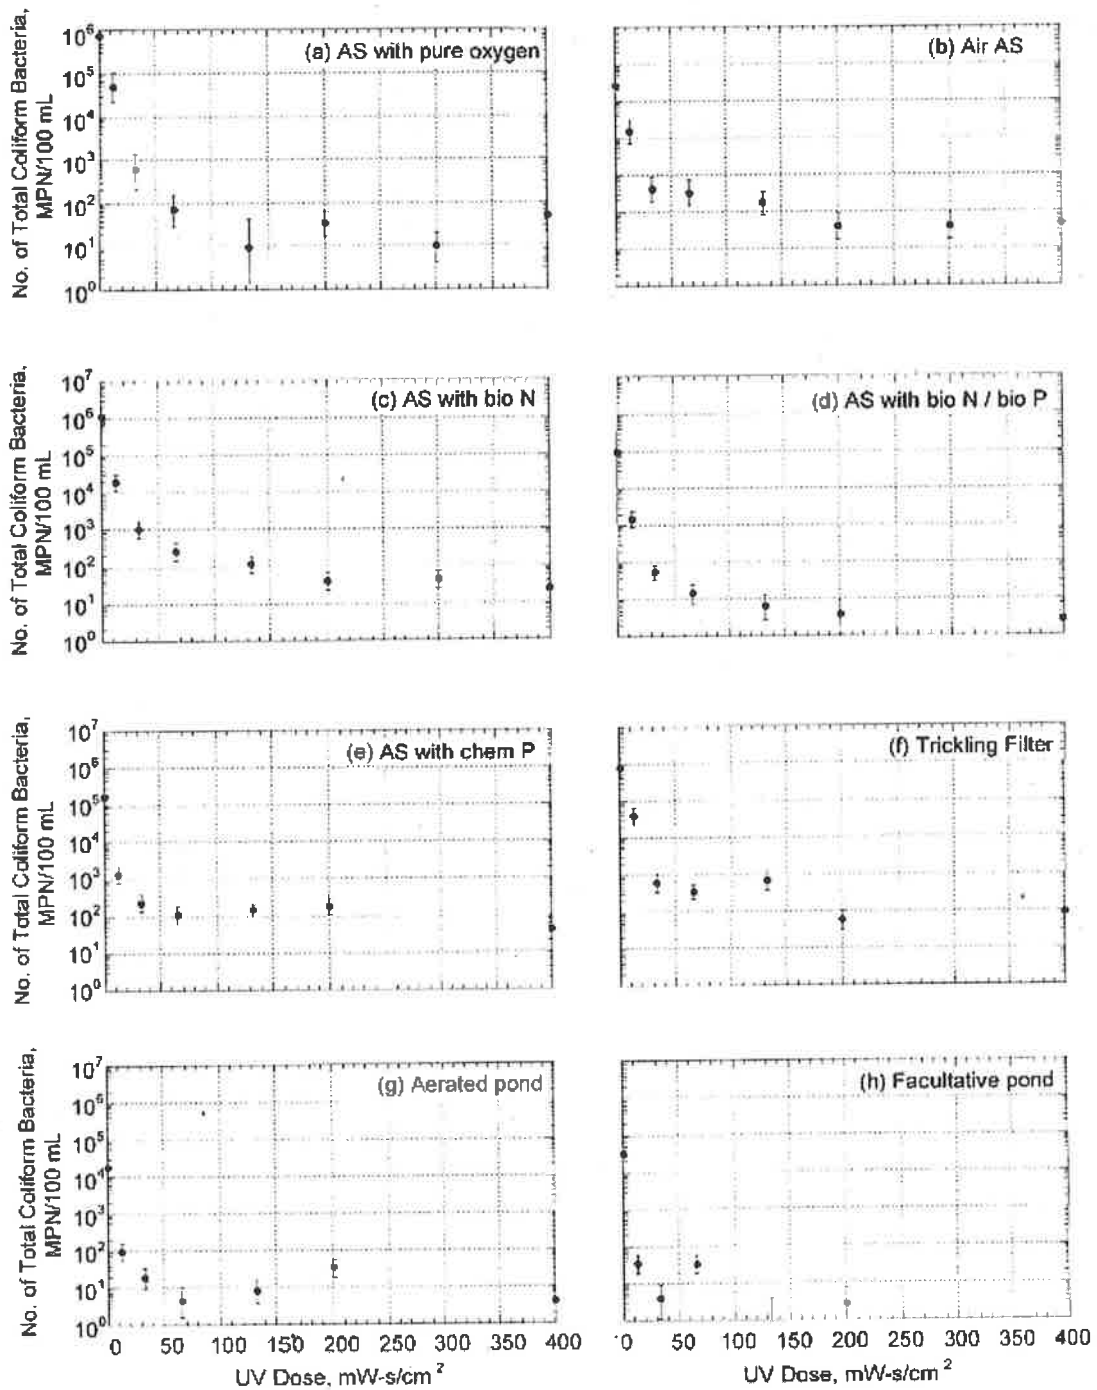 No. of Total Coliform Bacteria,
MPN/100 mL
10⁶
10⁵
10⁴
10³
10²
10¹
10⁰
(a) AS with pure oxygen
(b) Air AS
No. of Total Coliform Bacteria,
MPN/100 mL
10⁷
10⁶
10⁵
10⁴
10³
10²
10¹
10⁰
(c) AS with bio N
(d) AS with bio N / bio P
No. of Total Coliform Bacteria,
MPN/100 mL
10⁷
10⁶
10⁵
10⁴
10³
10²
10¹
10⁰
(e) AS with chem P
(f) Trickling Filter
No. of Total Coliform Bacteria,
MPN/100 mL
10⁷
10⁶
10⁵
10⁴
10³
10²
10¹
10⁰
(g) Aerated pond
(h) Facultative pond
0 50 100 150 200 250 300 350 400
0 50 100 150 200 250 300 350 400
UV Dose, mW-s/cm²
UV Dose, mW-s/cm²